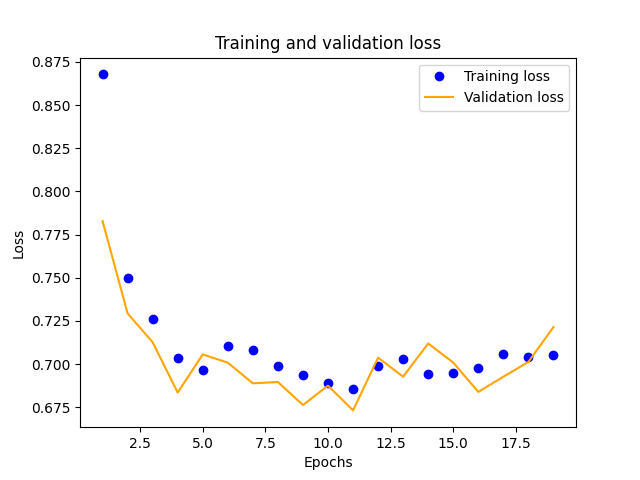 Training and validation loss
Training loss
Validation loss
0.875
0.850
0.825
0.800
0.775
0.750
0.725
0.700
0.675
Loss
2.5 5.0 7.5 10.0 12.5 15.0 17.5
Epochs